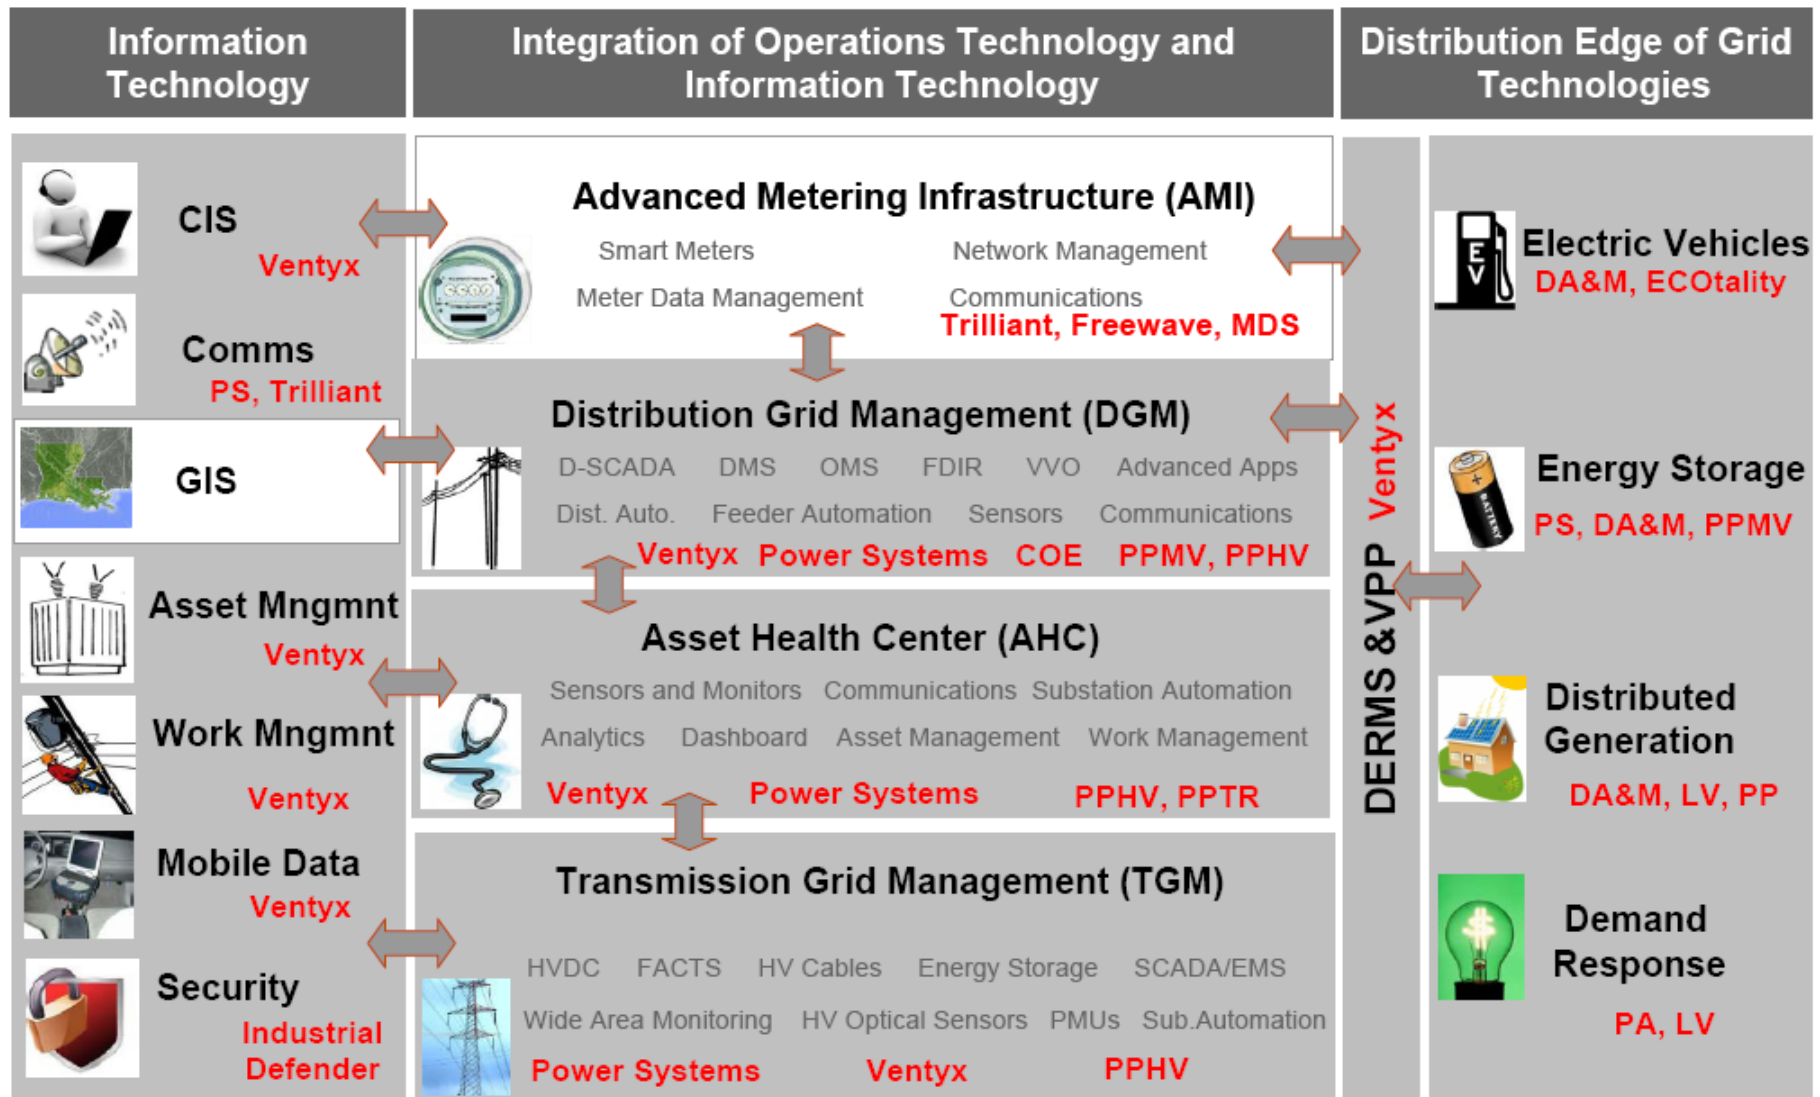 Information
Technology
Integration of Operations Technology and
Information Technology
Distribution Edge of Grid
Technologies
CIS
Ventyx
Comms
PS, Trilliant
GIS
Asset Mngmnt
Ventyx
Work Mngmnt
Ventyx
Mobile Data
Ventyx
Security
Industrial
Defender
Advanced Metering Infrastructure (AMI)
Smart Meters Network Management
Meter Data Management Communications
Trilliant, Freewave, MDS
Distribution Grid Management (DGM)
D-SCADA DMS OMS FDIR VVO Advanced Apps
Dist. Auto. Feeder Automation Sensors Communications
Ventyx Power Systems COE PPMV, PPHV
Asset Health Center (AHC)
Sensors and Monitors Communications Substation Automation
Analytics Dashboard Asset Management Work Management
Ventyx Power Systems PPHV, PPTR
Transmission Grid Management (TGM)
HVDC FACTS HV Cables Energy Storage SCADA/EMS
Wide Area Monitoring HV Optical Sensors PMUs Sub.Automation
Power Systems Ventyx PPHV
DERMS &VPP Ventyx
EV
Electric Vehicles
DA&M, ECOtality
BATTERY
Energy Storage
PS, DA&M, PPMV
Distributed
Generation
DA&M, LV, PP
Demand
Response
PA, LV